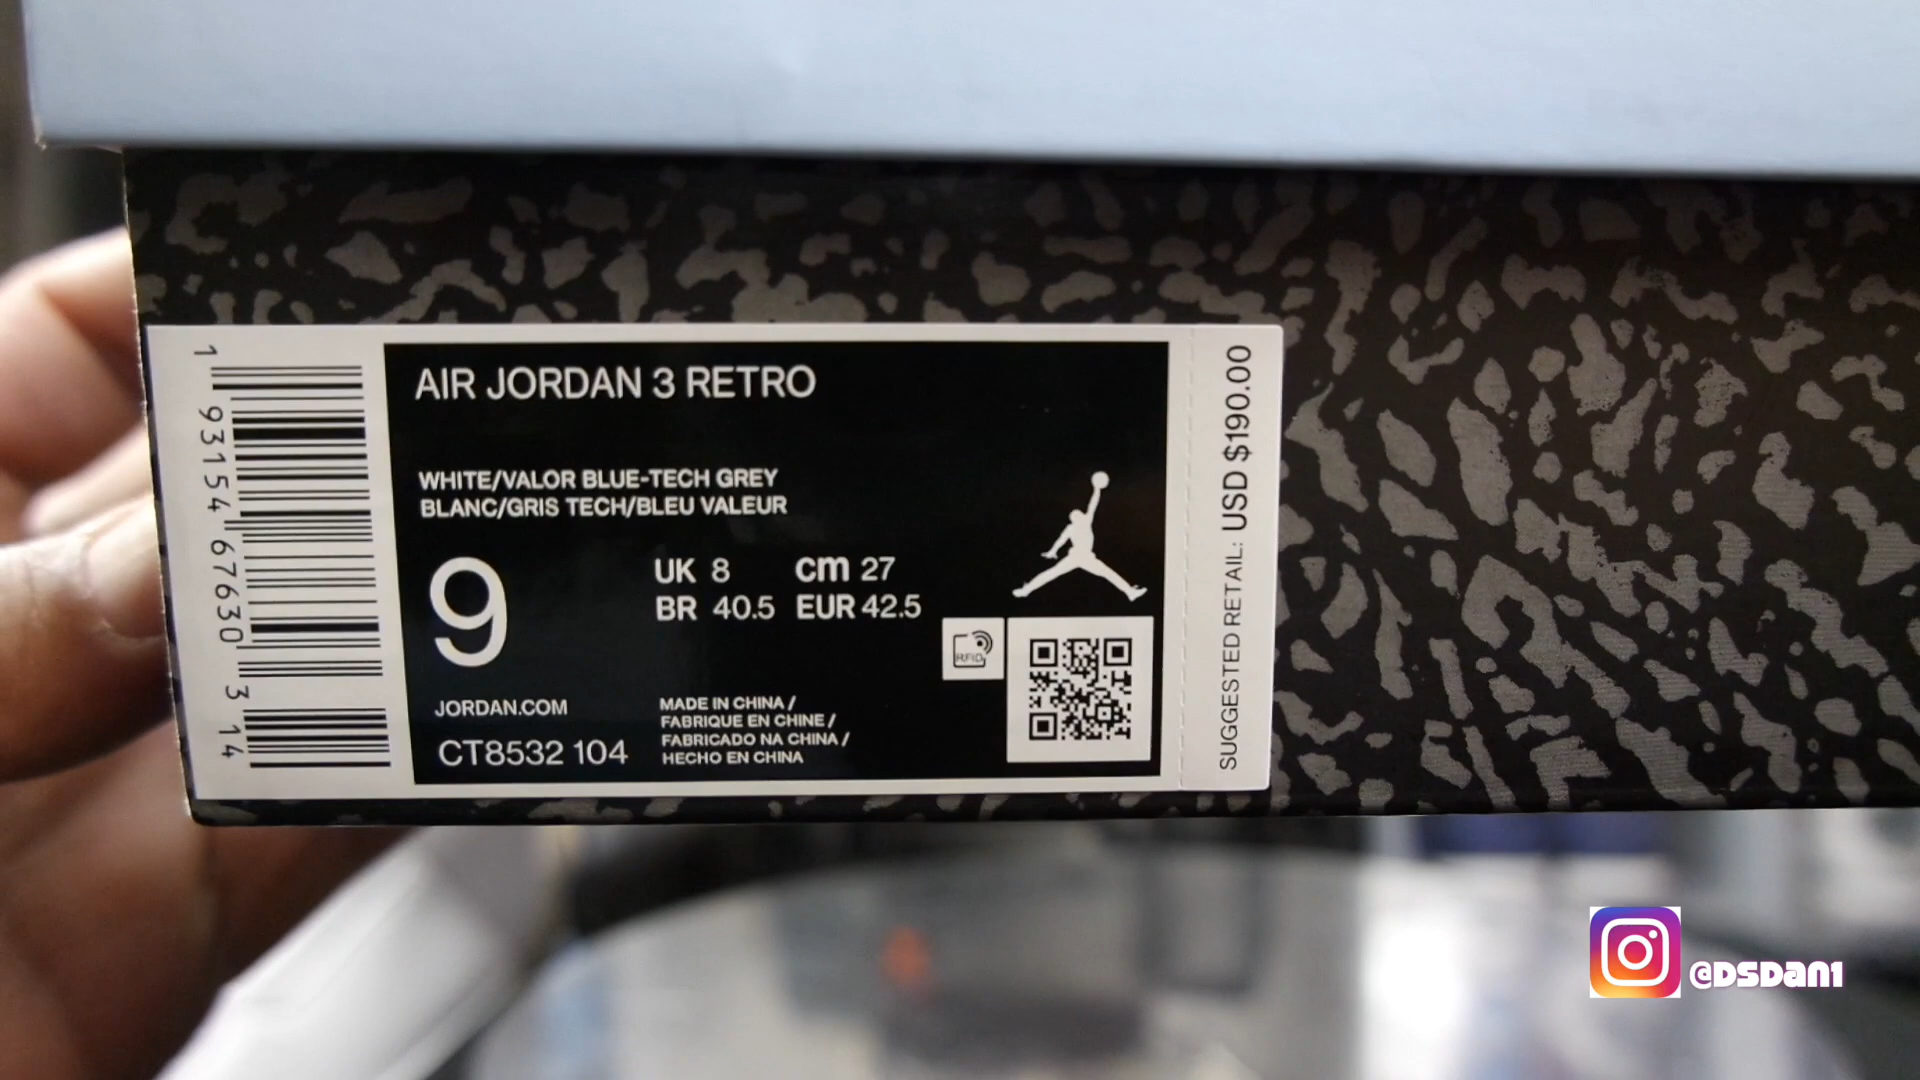 AIR JORDAN 3 RETRO
WHITE/VALOR BLUE-TECH GREY
BLANC/GRIS TECH/BLEU VALEUR
9
UK 8 cm 27
BR 40.5 EUR 42.5
RFID
JORDAN.COM
CT8532 104
MADE IN CHINA /
FABRIQUE EN CHINE /
FABRICADO NA CHINA /
HECHO EN CHINA
1 93154 67630 3 14
SUGGESTED RETAIL: USD $190.00
@DSDAN1